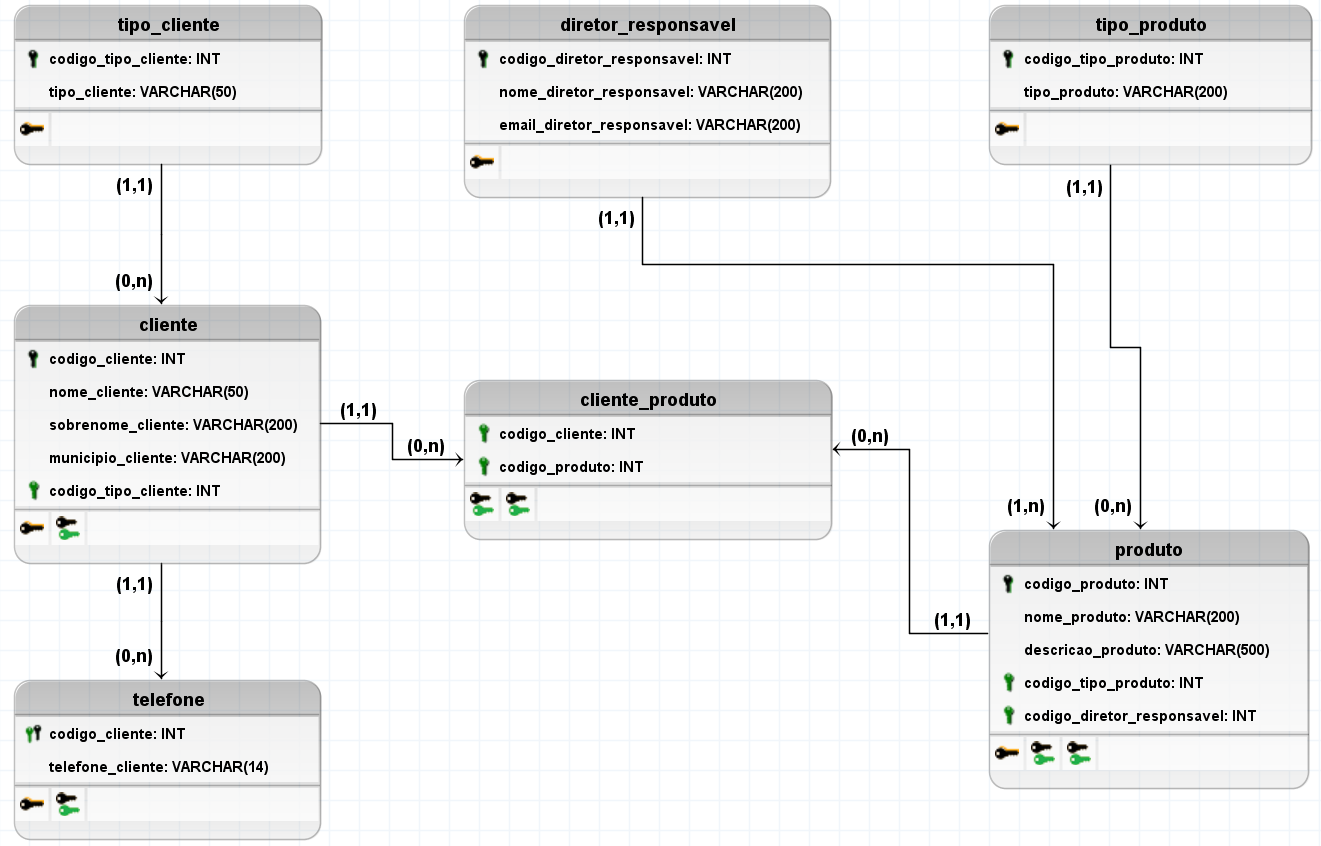 tipo_cliente
codigo_tipo_cliente: INT
tipo_cliente: VARCHAR(50)
diretor_responsavel
codigo_diretor_responsavel: INT
nome_diretor_responsavel: VARCHAR(200)
email_diretor_responsavel: VARCHAR(200)
tipo_produto
codigo_tipo_produto: INT
tipo_produto: VARCHAR(200)
(1,1)
(0,n)
(1,1)
(1,n)
(1,1)
(0,n)
cliente
codigo_cliente: INT
nome_cliente: VARCHAR(50)
sobrenome_cliente: VARCHAR(200)
municipio_cliente: VARCHAR(200)
codigo_tipo_cliente: INT
(1,1)
(0,n)
cliente_produto
codigo_cliente: INT
codigo_produto: INT
(0,n)
(1,1)
produto
codigo_produto: INT
nome_produto: VARCHAR(200)
descricao_produto: VARCHAR(500)
codigo_tipo_produto: INT
codigo_diretor_responsavel: INT
(1,1)
(0,n)
telefone
codigo_cliente: INT
telefone_cliente: VARCHAR(14)